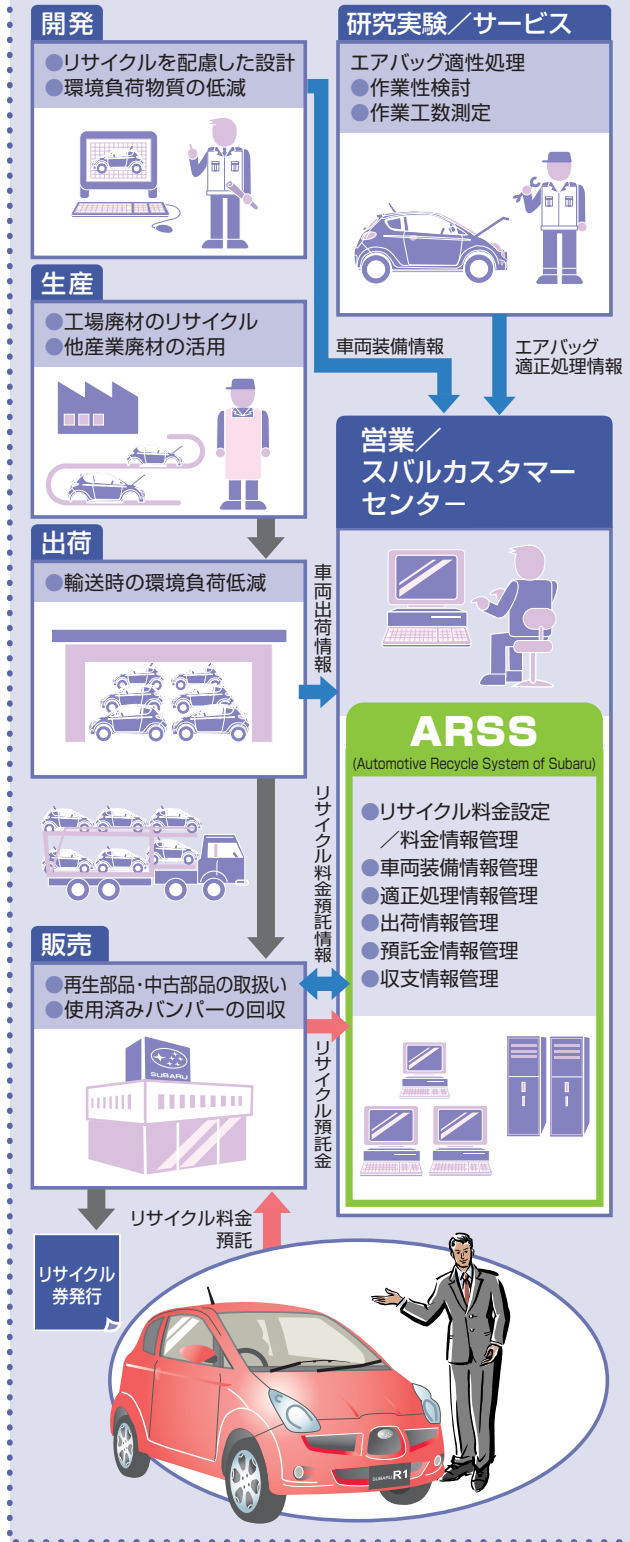 開発
●リサイクルを配慮した設計
●環境負荷物質の低減
研究実験／サービス
エアバッグ適性処理
●作業性検討
●作業工数測定
生産
●工場廃材のリサイクル
●他産業廃材の活用
車両装備情報
エアバッグ
適正処理情報
営業／
スバルカスタマー
センター
出荷
●輸送時の環境負荷低減
車両出荷情報
ARSS
(Automotive Recycle System of Subaru)
●リサイクル料金設定
／料金情報管理
●車両装備情報管理
●適正処理情報管理
●出荷情報管理
●預託金情報管理
●収支情報管理
リサイクル料金預託情報
販売
●再生部品・中古部品の取扱い
●使用済みバンパーの回収
SUBARU
リサイクル預託金
リサイクル料金
預託
リサイクル
券発行
SUBARU R1